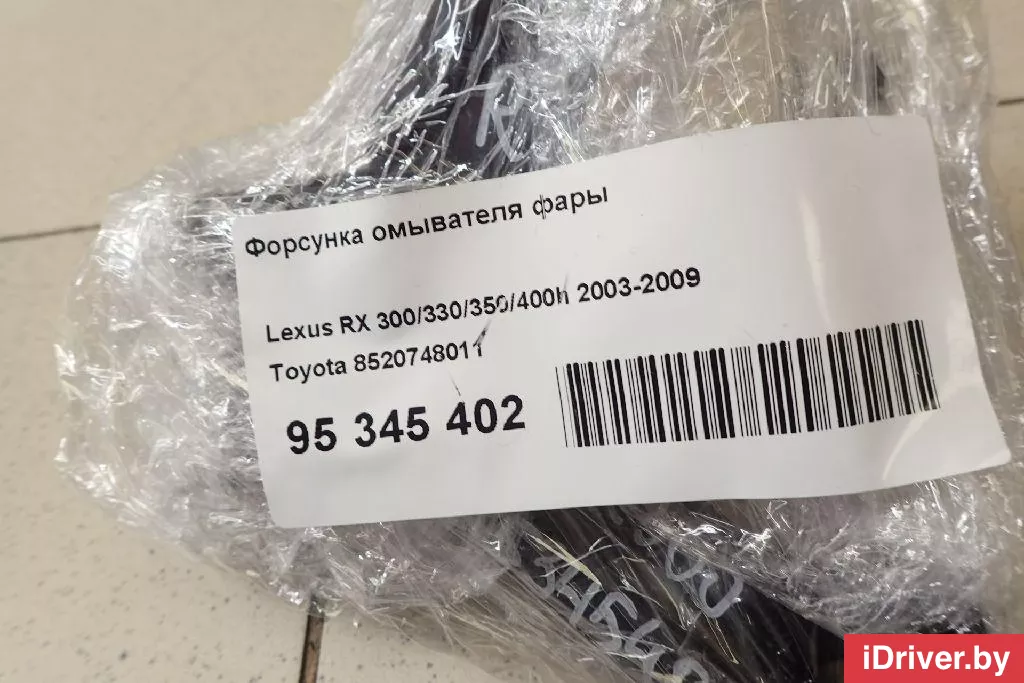 R
Форсунка омывателя фары
Lexus RX 300/330/350/400h 2003-2009
Toyota 8520748011
95 345 402
iDriver.by